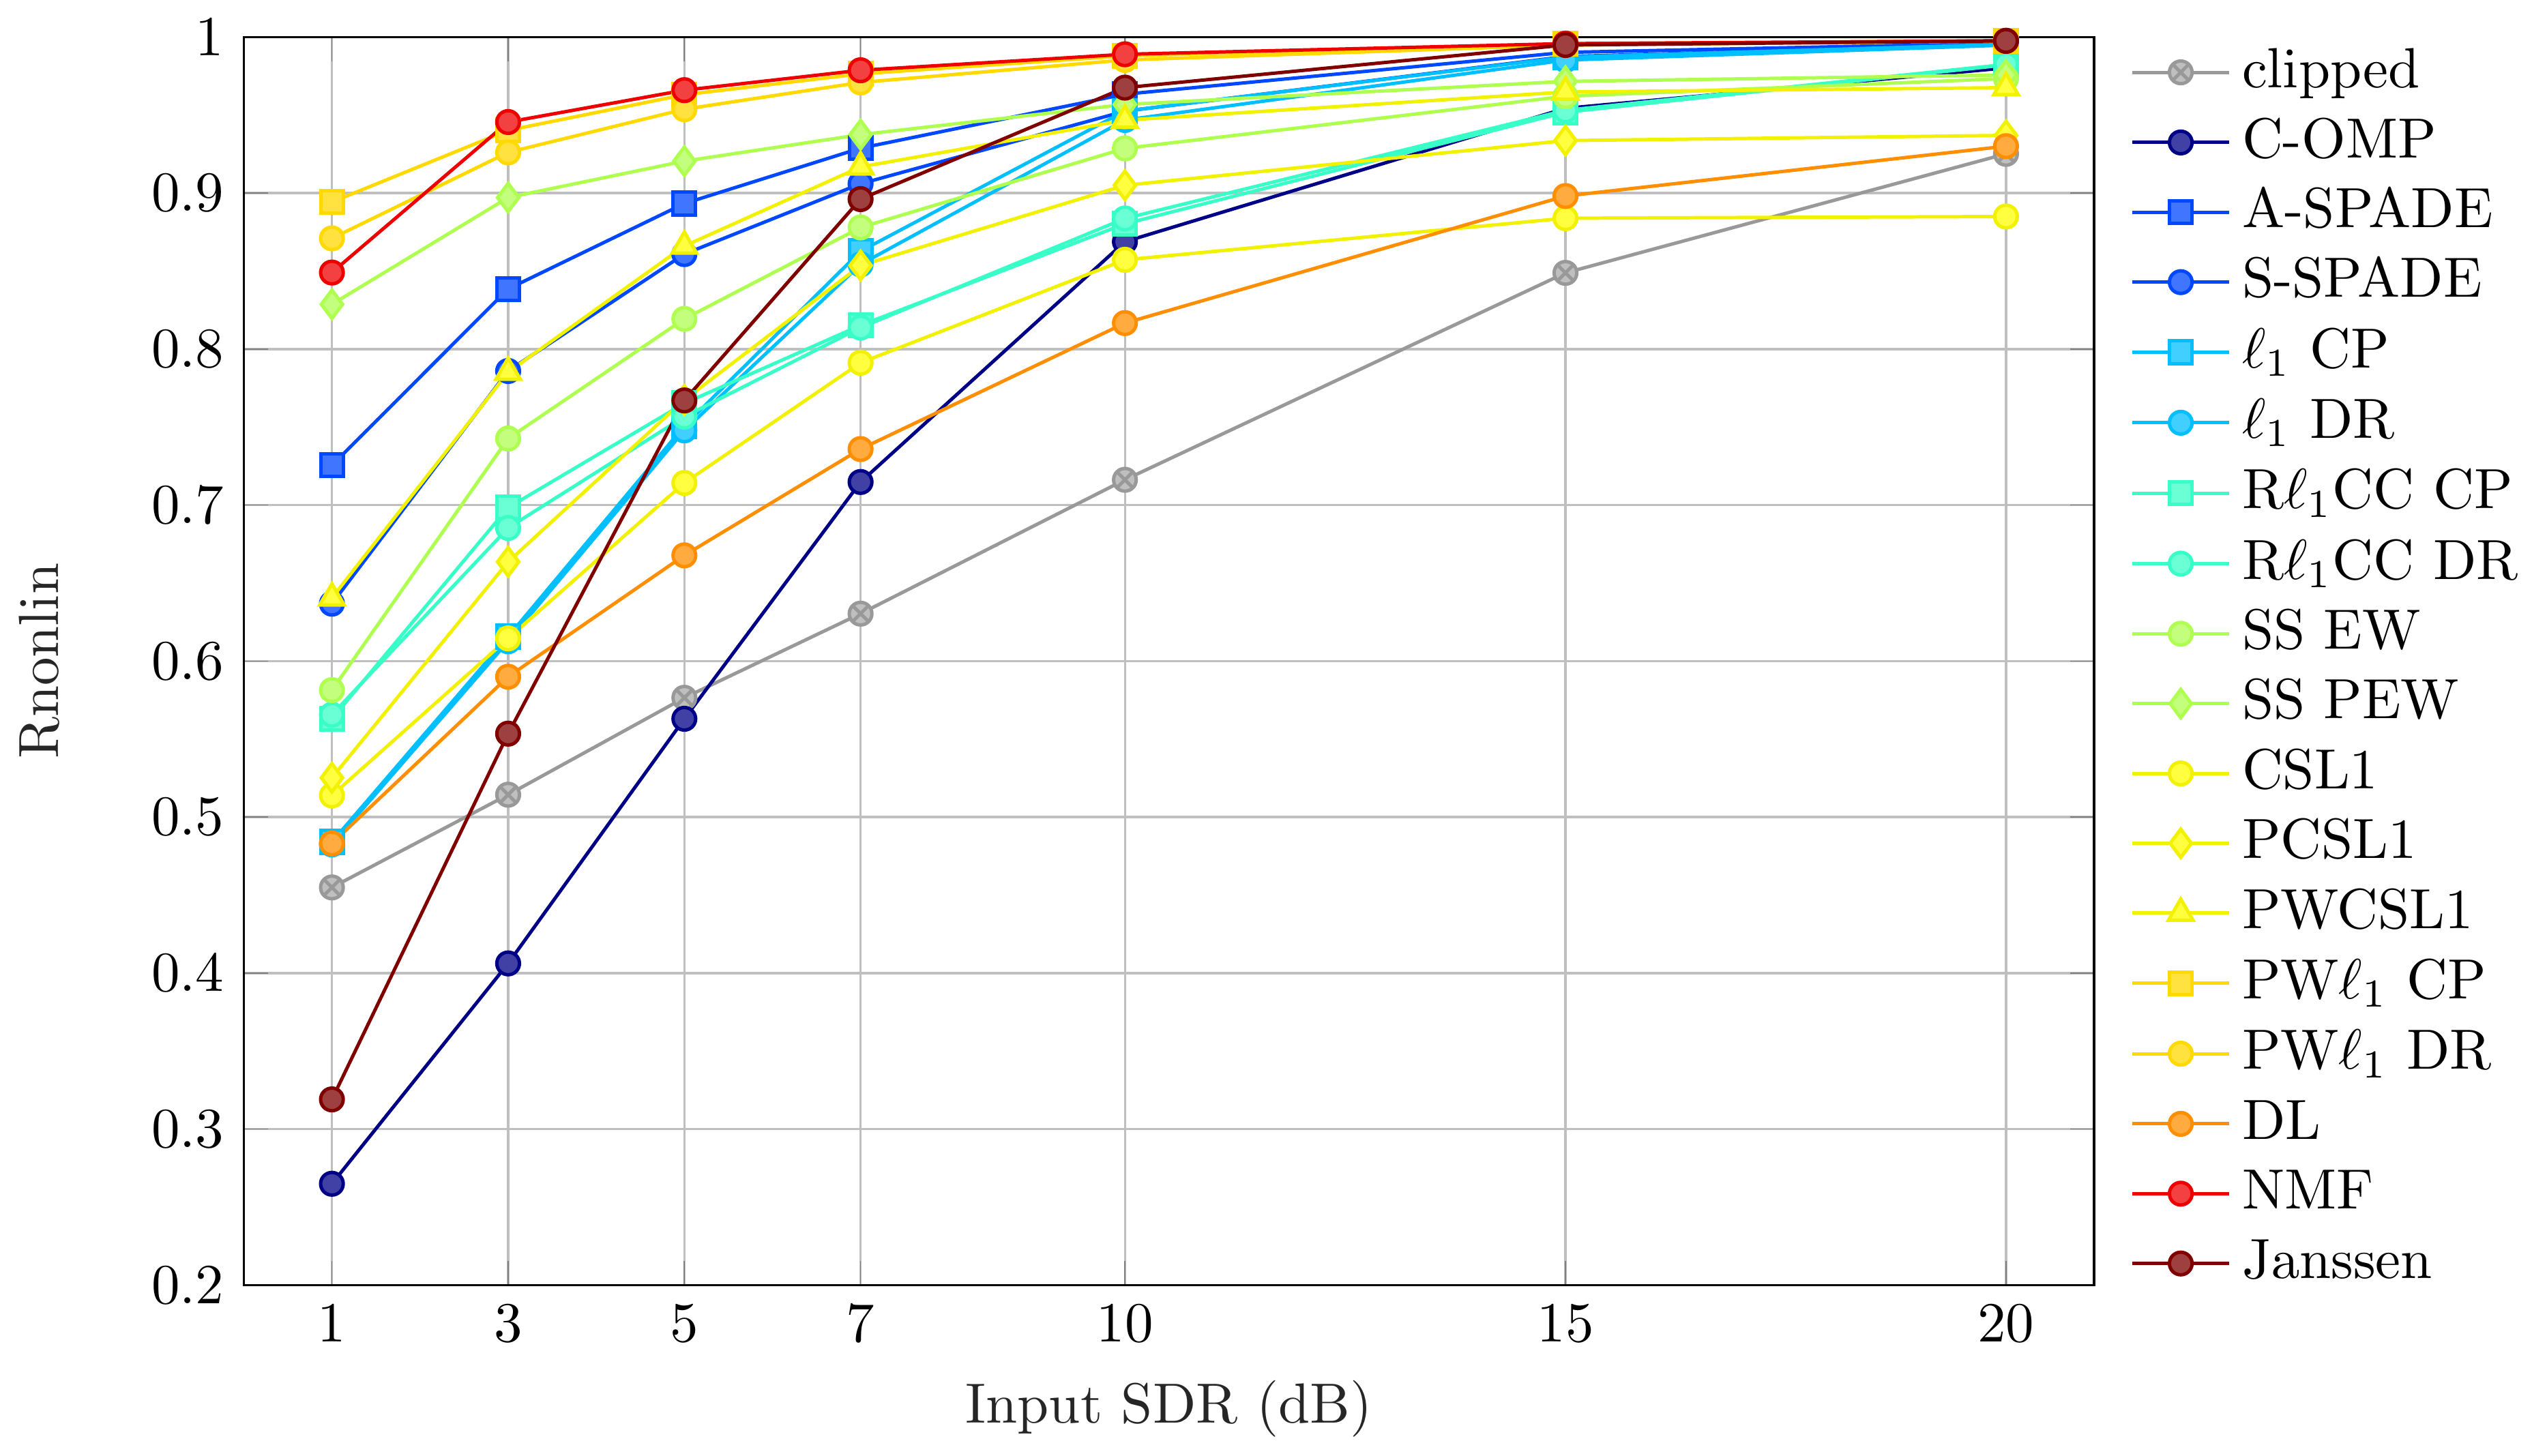 Rnonlin
1
0.9
0.8
0.7
0.6
0.5
0.4
0.3
0.2
1 3 5 7 10 15 20
Input SDR (dB)
clipped
C-OMP
A-SPADE
S-SPADE
ℓ₁ CP
ℓ₁ DR
Rℓ₁CC CP
Rℓ₁CC DR
SS EW
SS PEW
CSL1
PCSL1
PWCSL1
PWℓ₁ CP
PWℓ₁ DR
DL
NMF
Janssen